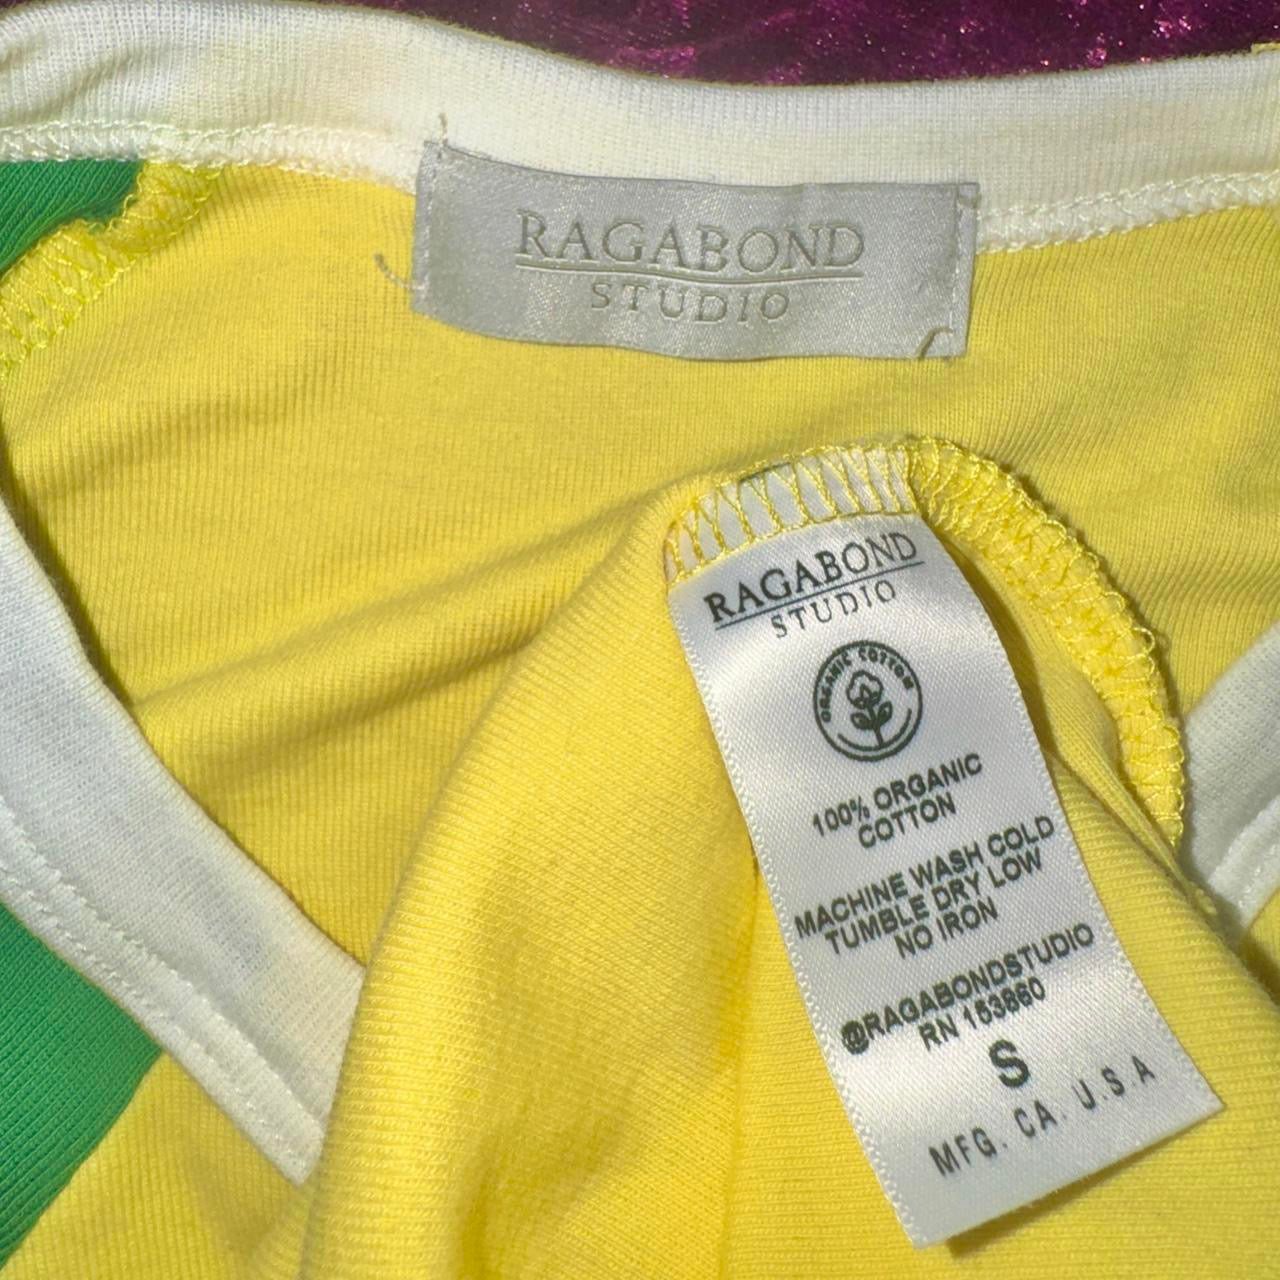 RAGABOND
STUDIO
RAGABOND
STUDIO
ORGANIC COTTON
100% ORGANIC
COTTON
MACHINE WASH COLD
TUMBLE DRY LOW
NO IRON
@RAGABONDSTUDIO
RN 153860
S
MFG. CA. U.S.A